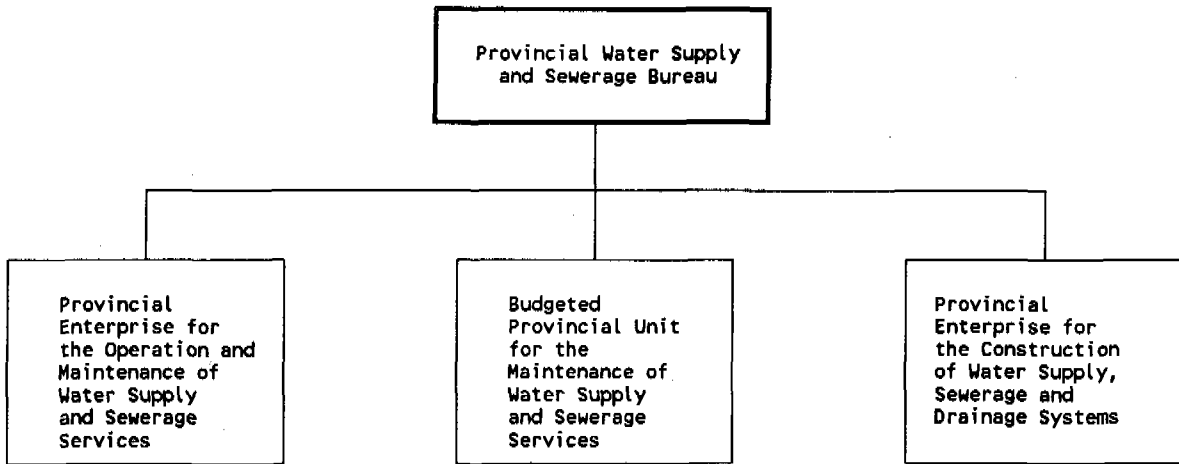 Provincial Water Supply
and Sewerage Bureau
Provincial
Enterprise for
the Operation and
Maintenance of
Water Supply
and Sewerage
Services
Budgeted
Provincial Unit
for the
Maintenance of
Water Supply
and Sewerage
Services
Provincial
Enterprise for
the Construction
of Water Supply,
Sewerage and
Drainage Systems